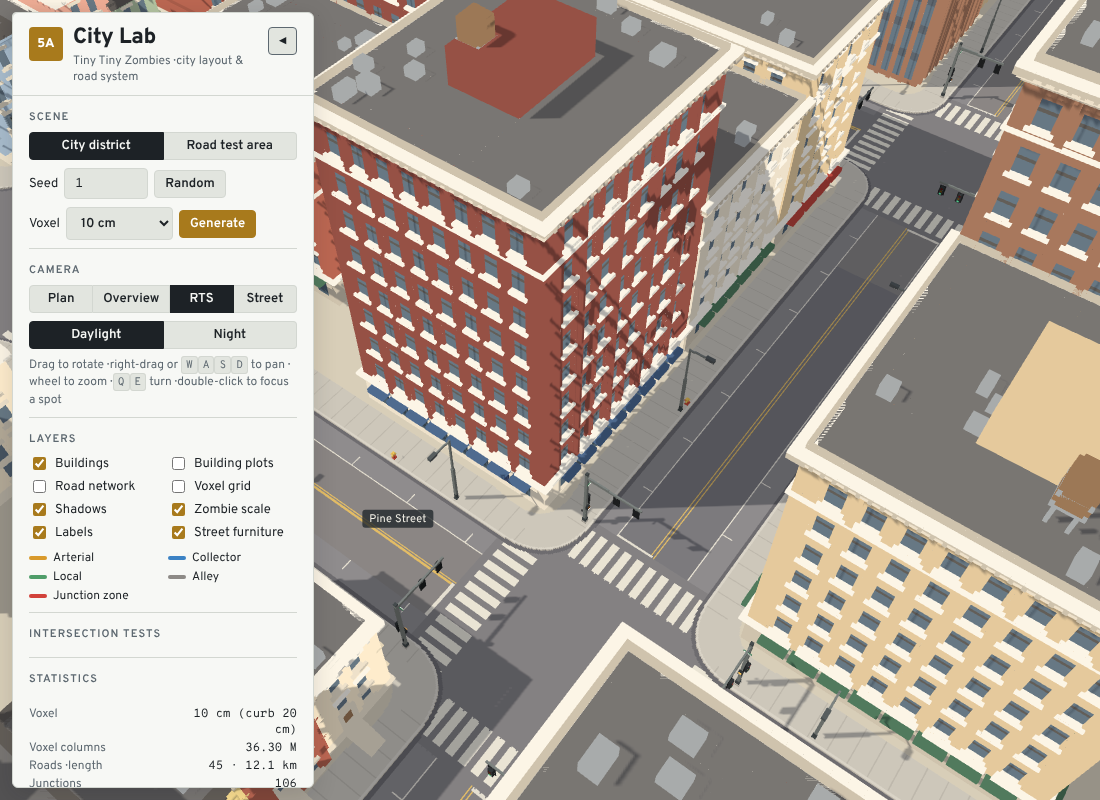 5A
City Lab
◄
Tiny Tiny Zombies · city layout &
road system
SCENE
City district Road test area
Seed 1 Random
Voxel 10 cm Generate
CAMERA
Plan Overview RTS Street
Daylight Night
Drag to rotate · right-drag or W A S D to pan ·
wheel to zoom · Q E turn · double-click to focus
a spot
LAYERS
Buildings Building plots
Road network Voxel grid
Shadows Zombie scale
Labels Street furniture
Arterial Collector
Local Alley
Junction zone
INTERSECTION TESTS
STATISTICS
Voxel 10 cm (curb 20
cm)
Voxel columns 36.30 M
Roads · length 45 · 12.1 km
Junctions 106
Pine Street